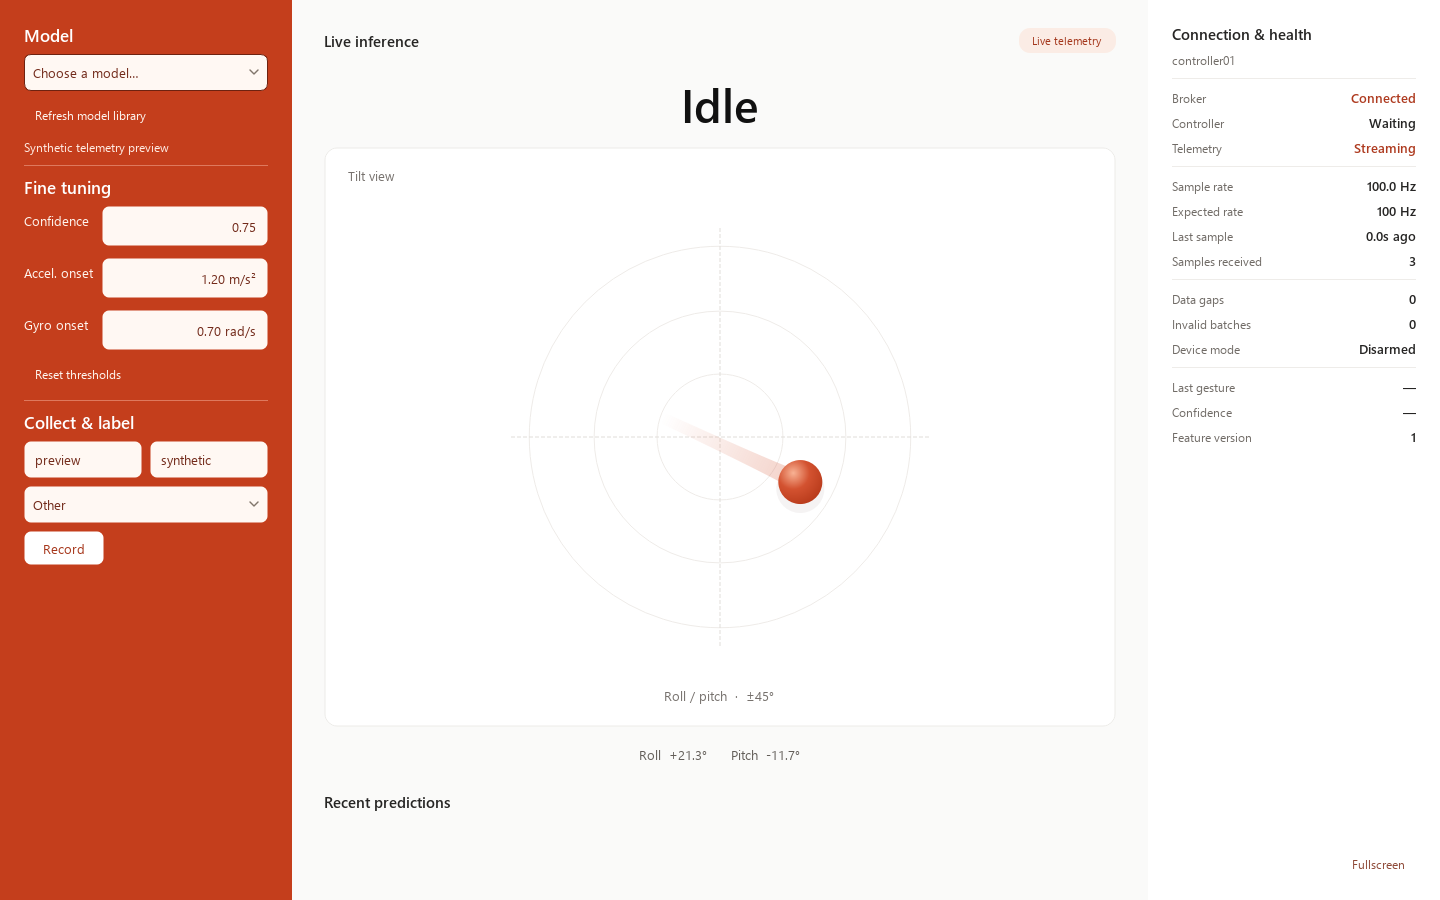 Model
Choose a model...
Refresh model library
Synthetic telemetry preview
Fine tuning
Confidence 0.75
Accel. onset 1.20 m/s²
Gyro onset 0.70 rad/s
Reset thresholds
Collect & label
preview synthetic
Other
Record
Live inference
Live telemetry
Idle
Tilt view
Roll / pitch · ±45°
Roll +21.3° Pitch -11.7°
Recent predictions
Connection & health
controller01
Broker Connected
Controller Waiting
Telemetry Streaming
Sample rate 100.0 Hz
Expected rate 100 Hz
Last sample 0.0s ago
Samples received 3
Data gaps 0
Invalid batches 0
Device mode Disarmed
Last gesture —
Confidence —
Feature version 1
Fullscreen